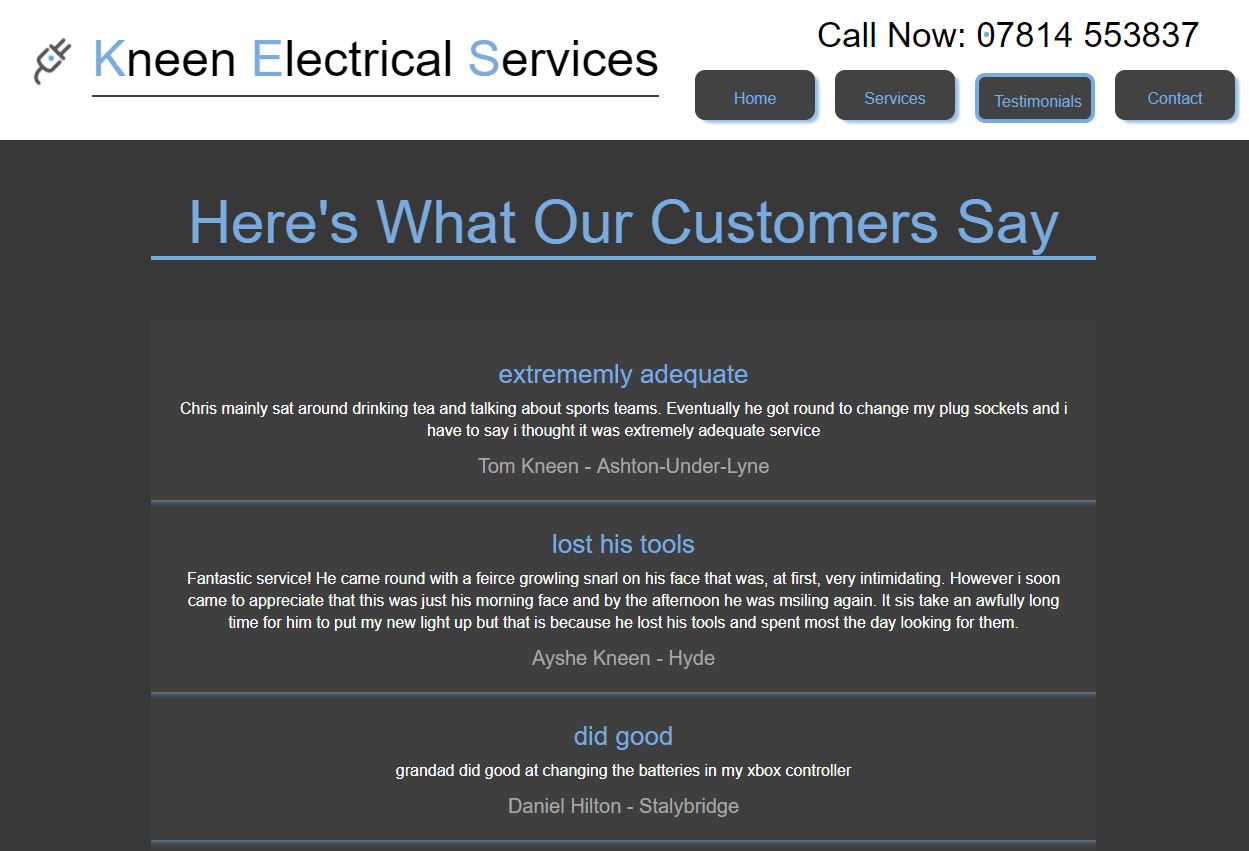 Kneen Electrical Services
Call Now: 07814 553837
Home
Services
Testimonials
Contact
Here's What Our Customers Say
extrememly adequate
Chris mainly sat around drinking tea and talking about sports teams. Eventually he got round to change my plug sockets and i
have to say i thought it was extremely adequate service
Tom Kneen - Ashton-Under-Lyne
lost his tools
Fantastic service! He came round with a feirce growling snarl on his face that was, at first, very intimidating. However i soon
came to appreciate that this was just his morning face and by the afternoon he was msiling again. It sis take an awfully long
time for him to put my new light up but that is because he lost his tools and spent most the day looking for them.
Ayshe Kneen - Hyde
did good
grandad did good at changing the batteries in my xbox controller
Daniel Hilton - Stalybridge